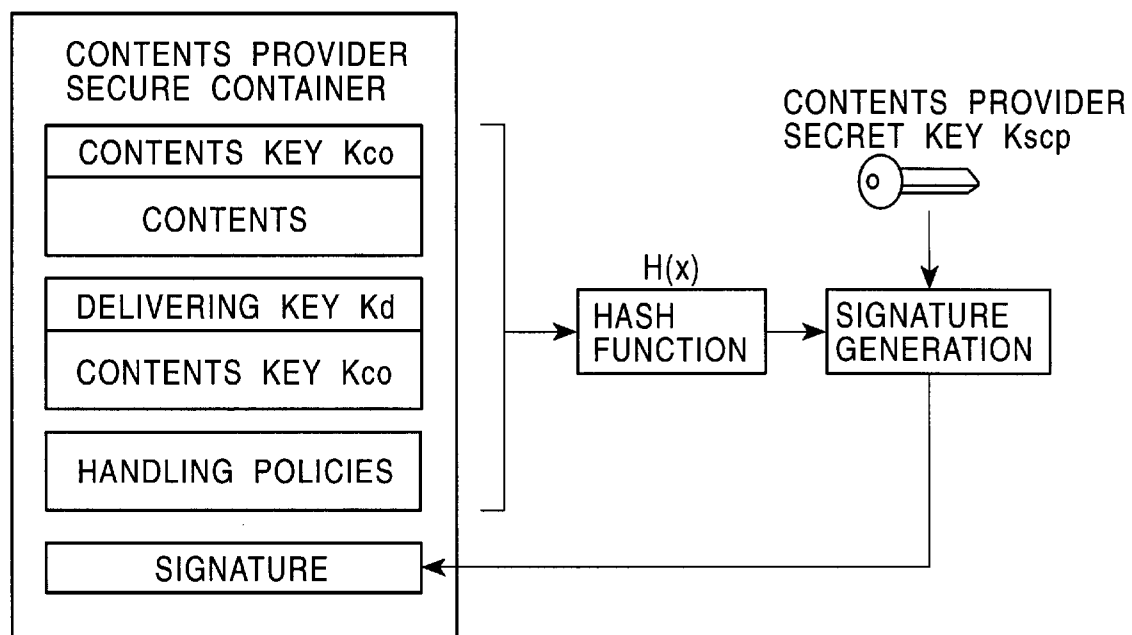 CONTENTS PROVIDER
SECURE CONTAINER
CONTENTS KEY Kco
CONTENTS
DELIVERING KEY Kd
CONTENTS KEY Kco
HANDLING POLICIES
SIGNATURE
H(x)
HASH
FUNCTION
CONTENTS PROVIDER
SECRET KEY Kscp
SIGNATURE
GENERATION